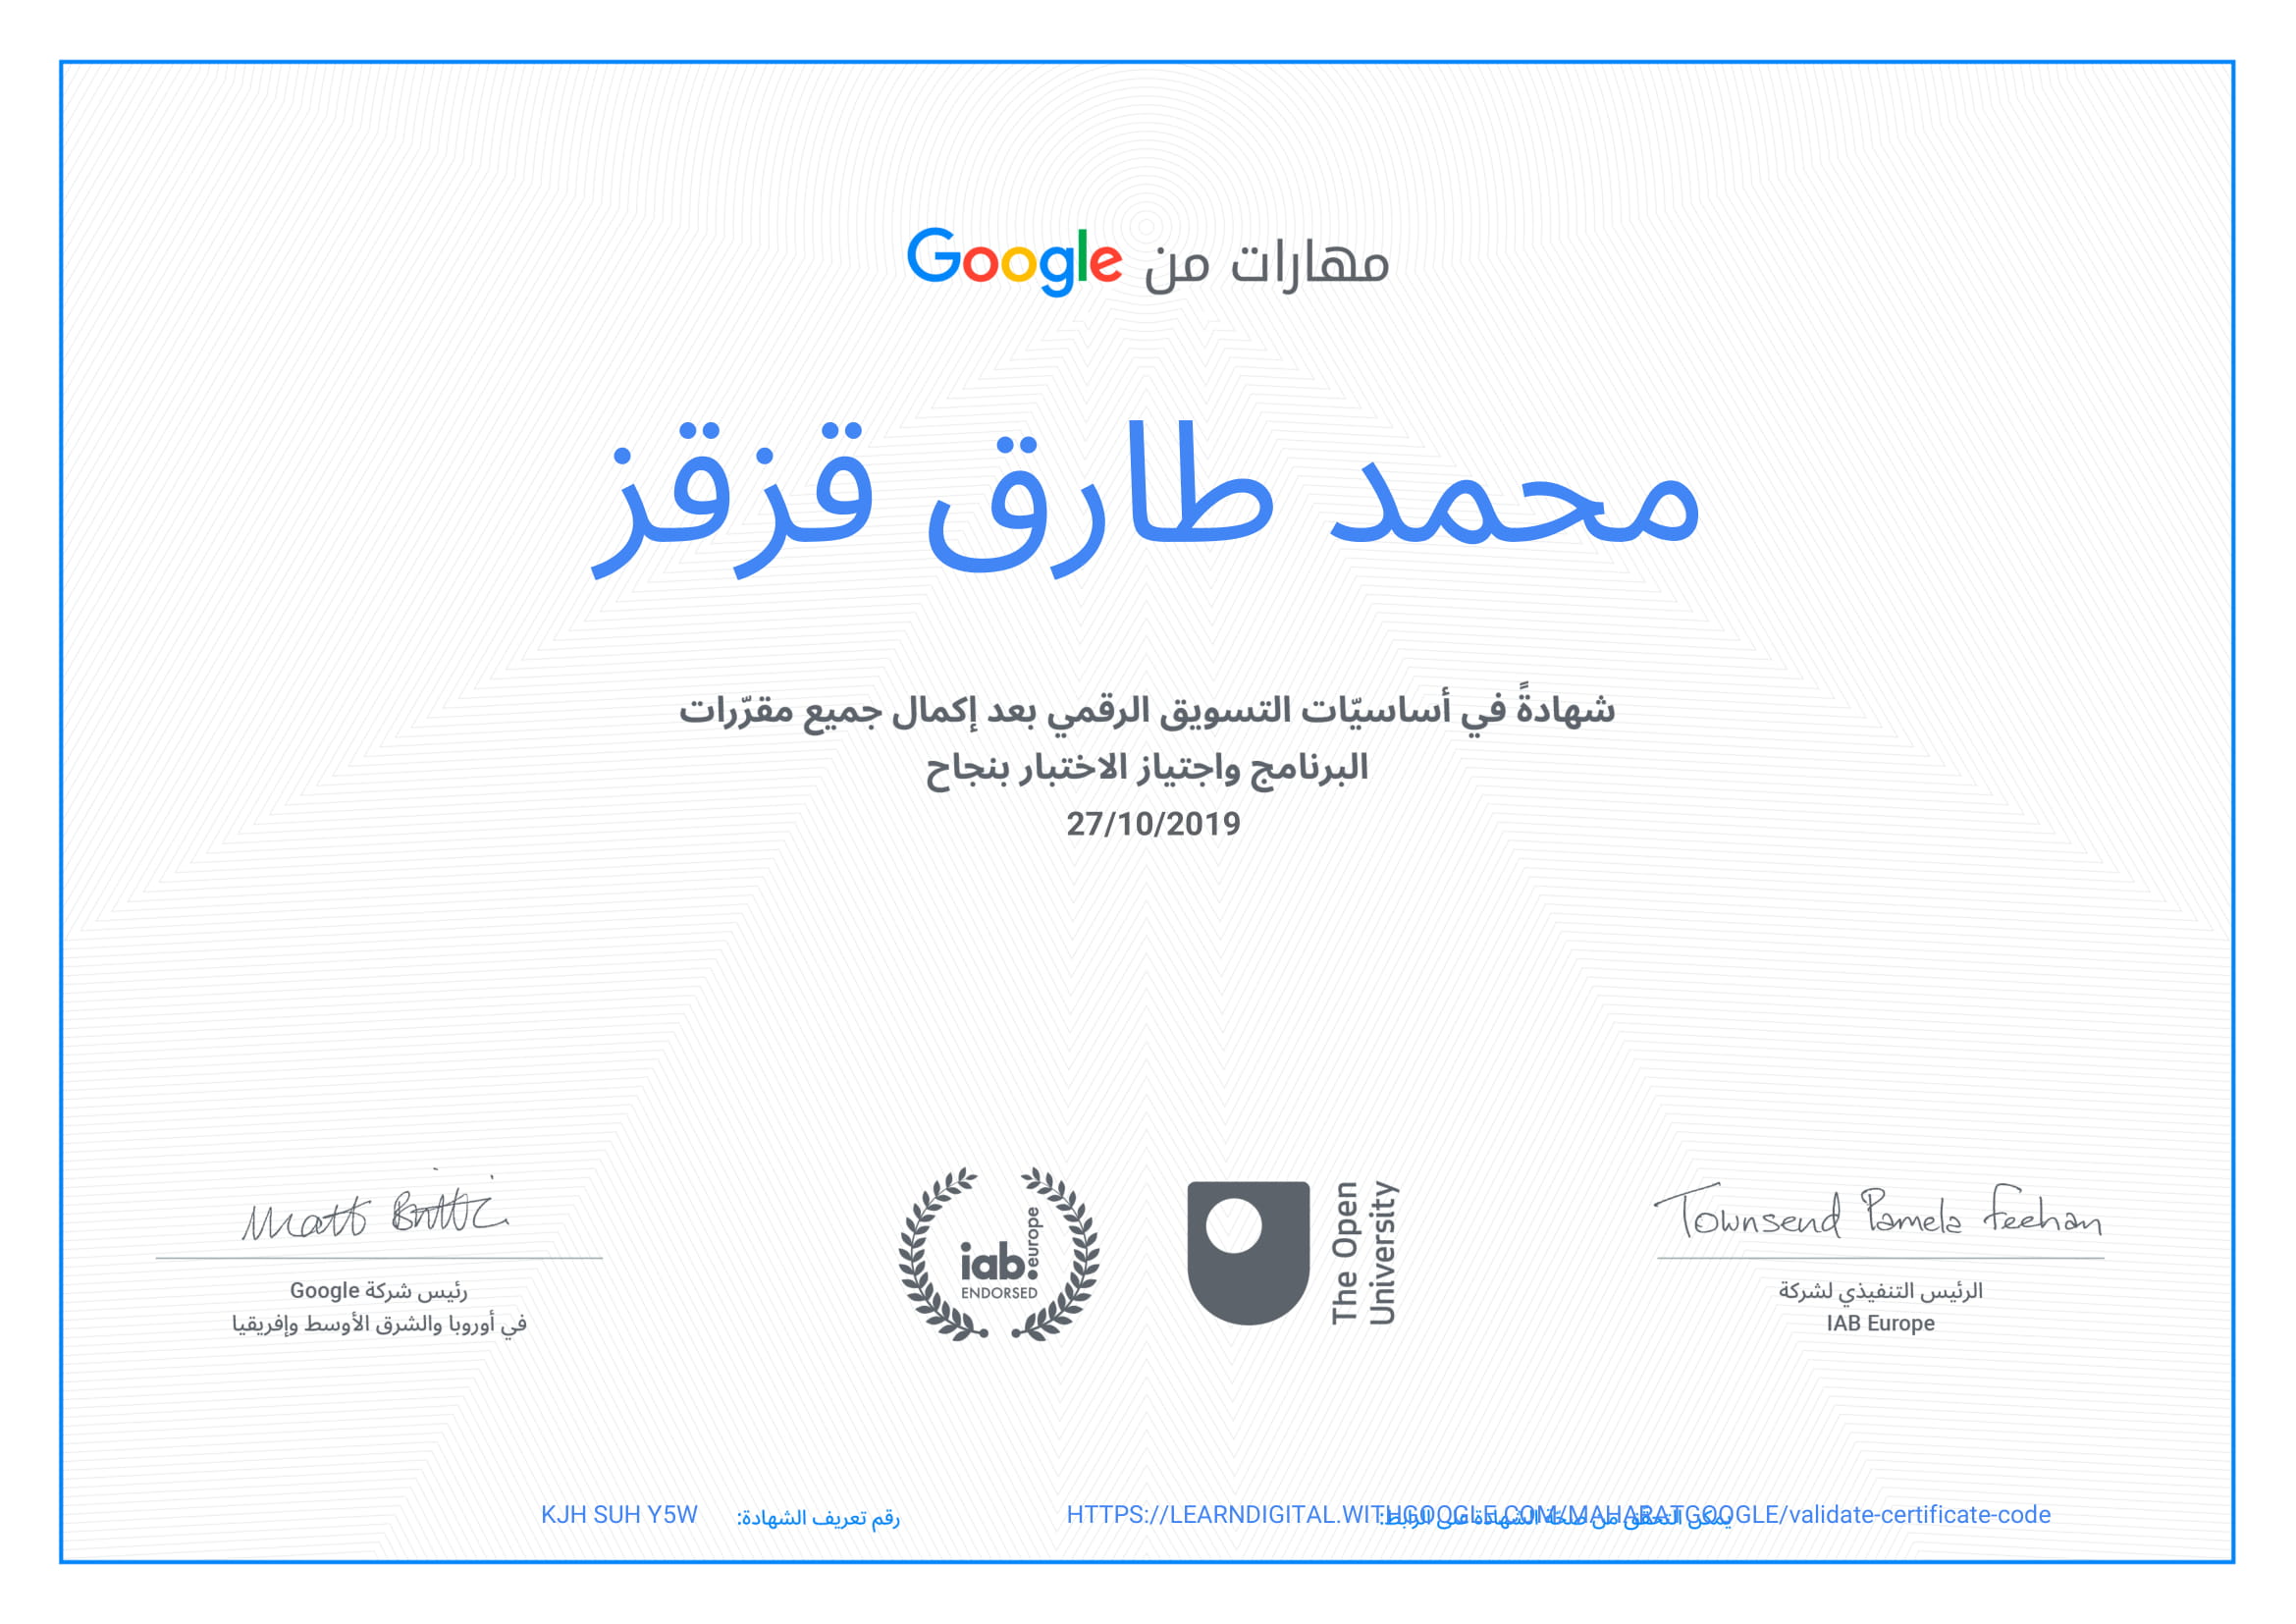 مهارات من Google
محمد طارق قزقز
شهادةً في أساسيّات التسويق الرقمي بعد إكمال جميع مقرّرات
البرنامج واجتياز الاختبار بنجاح
27/10/2019
Townsend Pamela Feehan
الرئيس التنفيذي لشركة
IAB Europe
The Open
University
iab.europe
ENDORSED
Matt
رئيس شركة Google
في أوروبا والشرق الأوسط وإفريقيا
يمكن التحقق من صحة الشهادة على الرابط:
HTTPS://LEARNDIGITAL.WITHGOOGLE.COM/MAHARATGOOGLE/validate-certificate-code
رقم تعريف الشهادة: KJH SUH Y5W